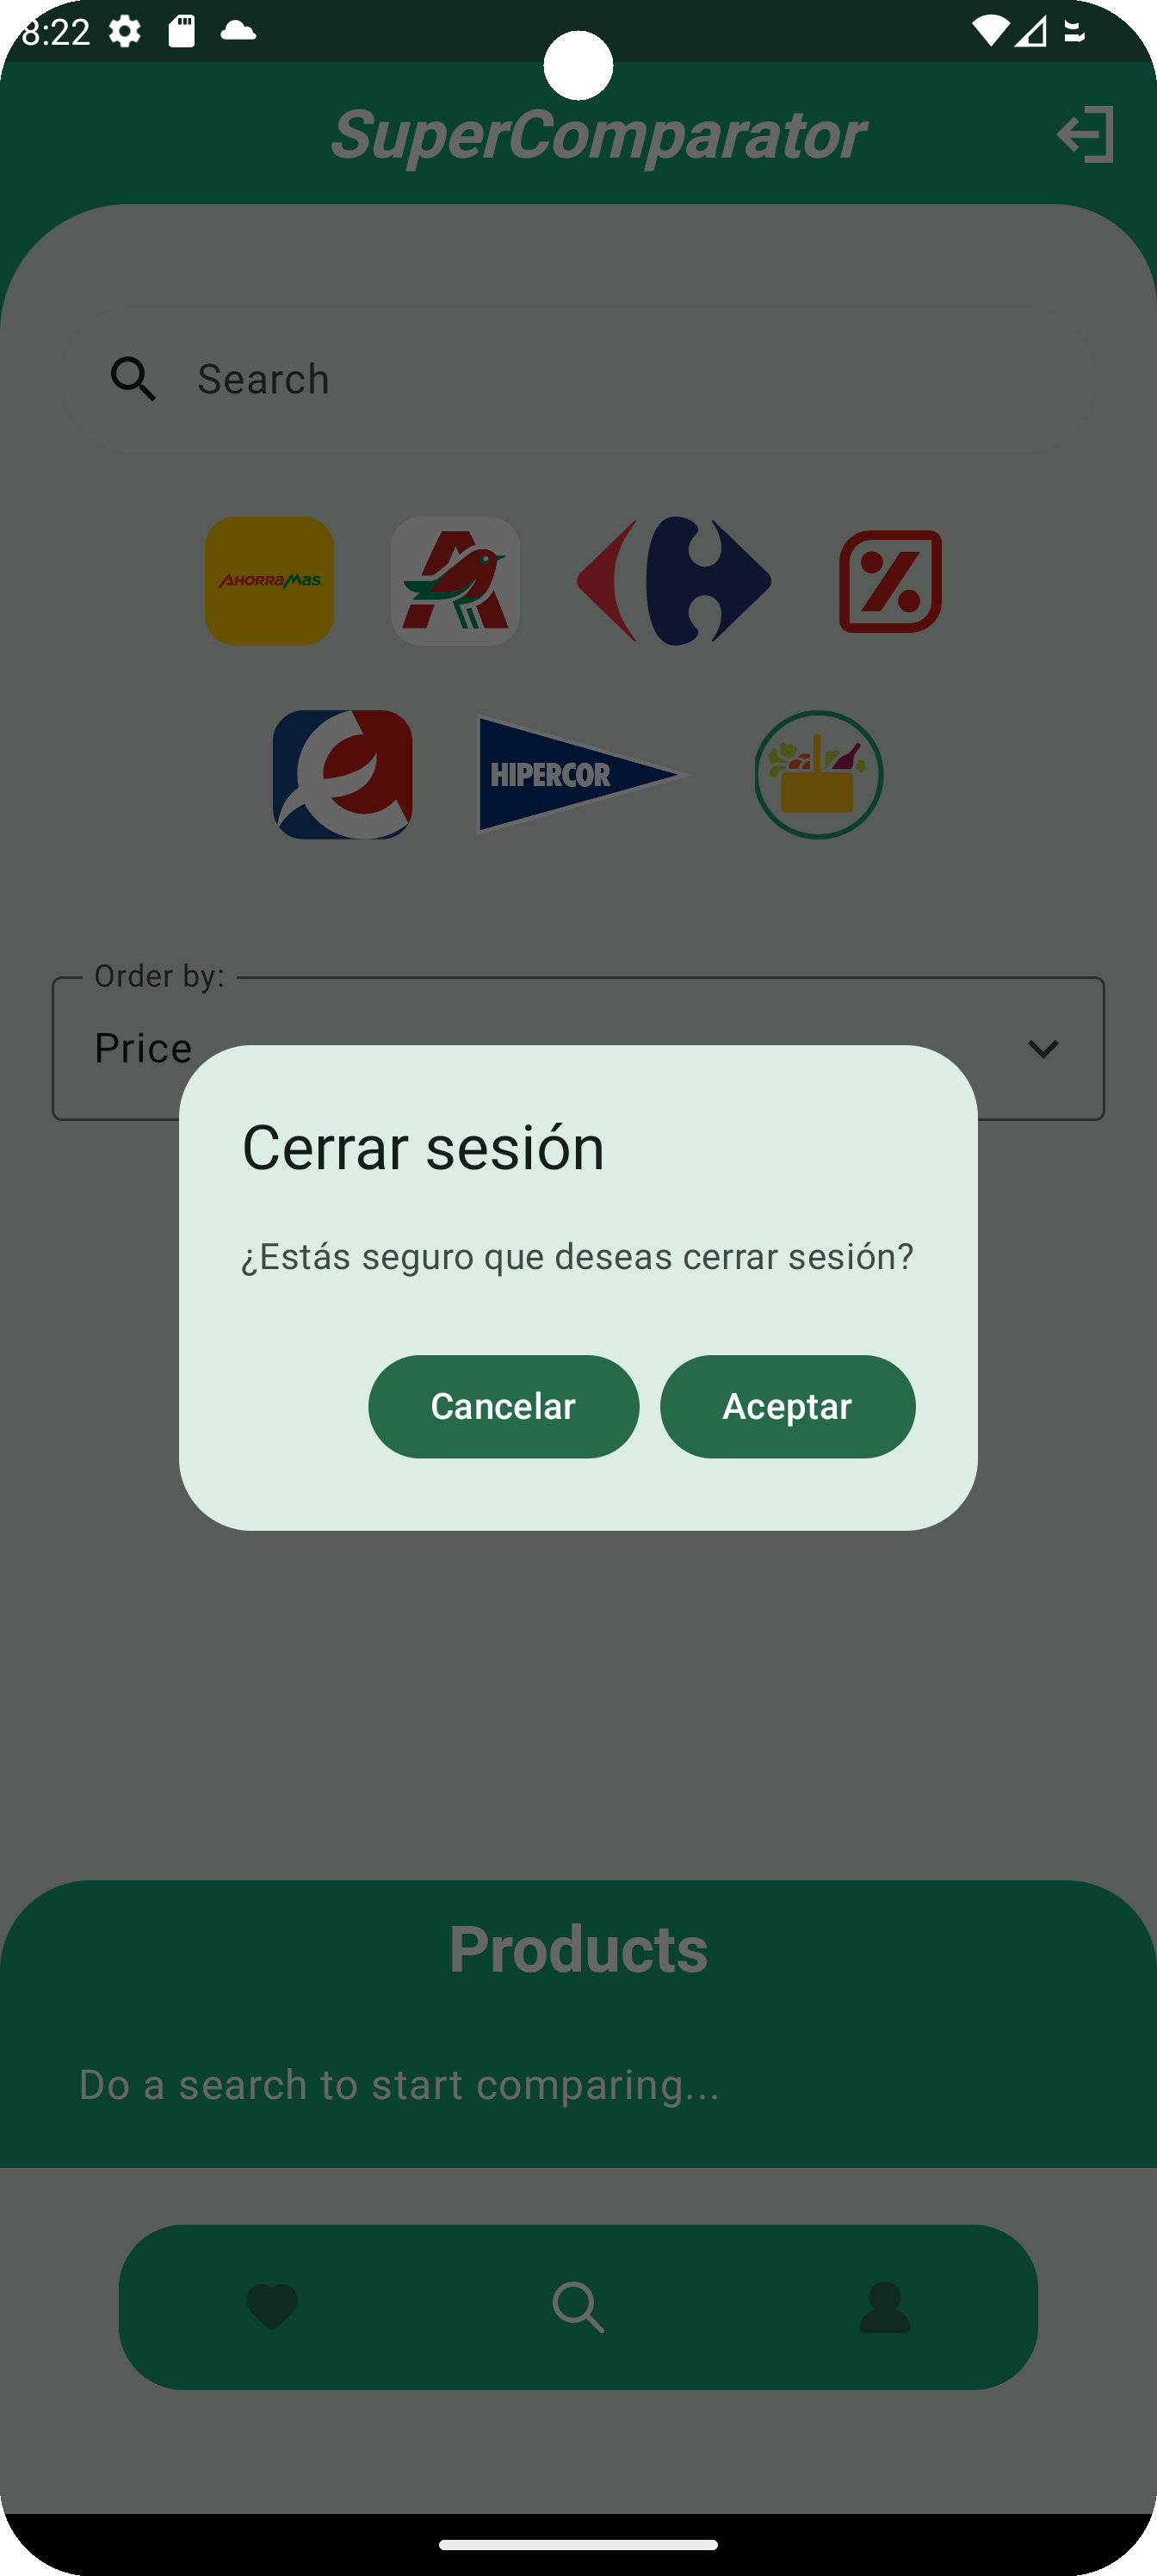 8:22
SuperComparator
Search
AHORRAMAS
HIPERCOR
Order by:
Price
Cerrar sesión
¿Estás seguro que deseas cerrar sesión?
Cancelar Aceptar
Products
Do a search to start comparing...